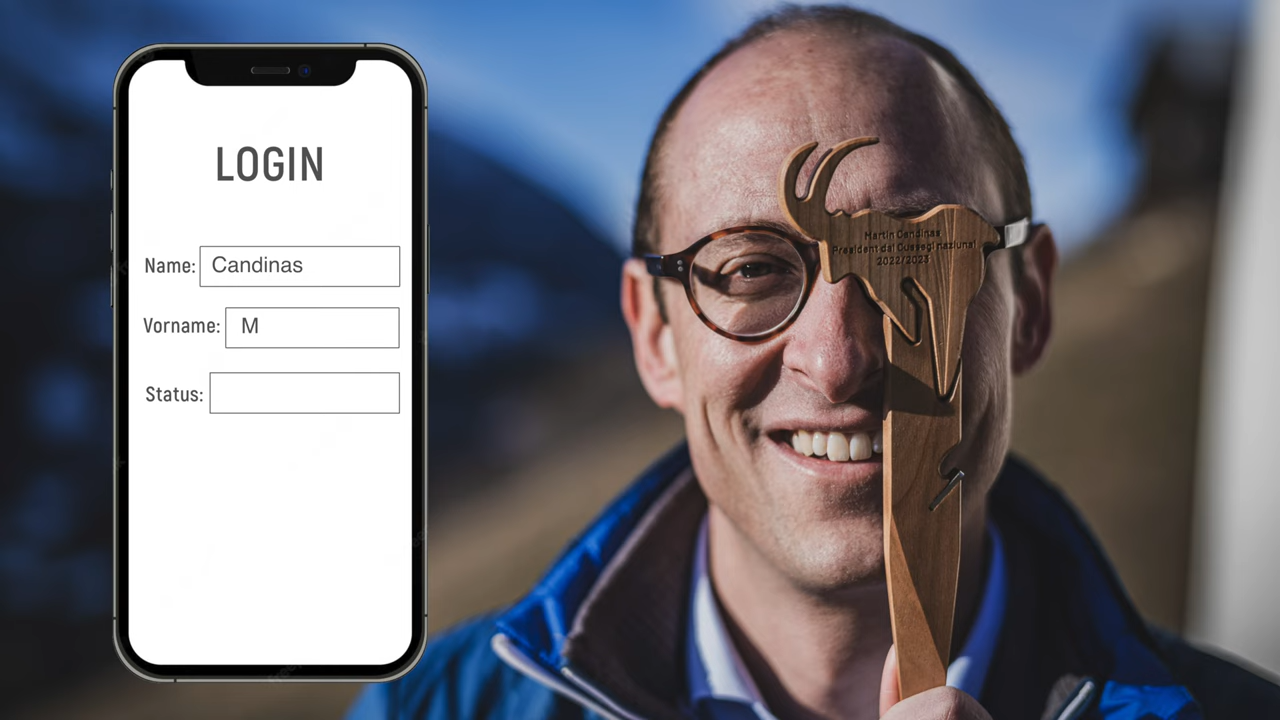 LOGIN
Name: Candinas
Vorname: M
Status:
Martin Candinas
President dal Cussegl naziunal
2022/2023